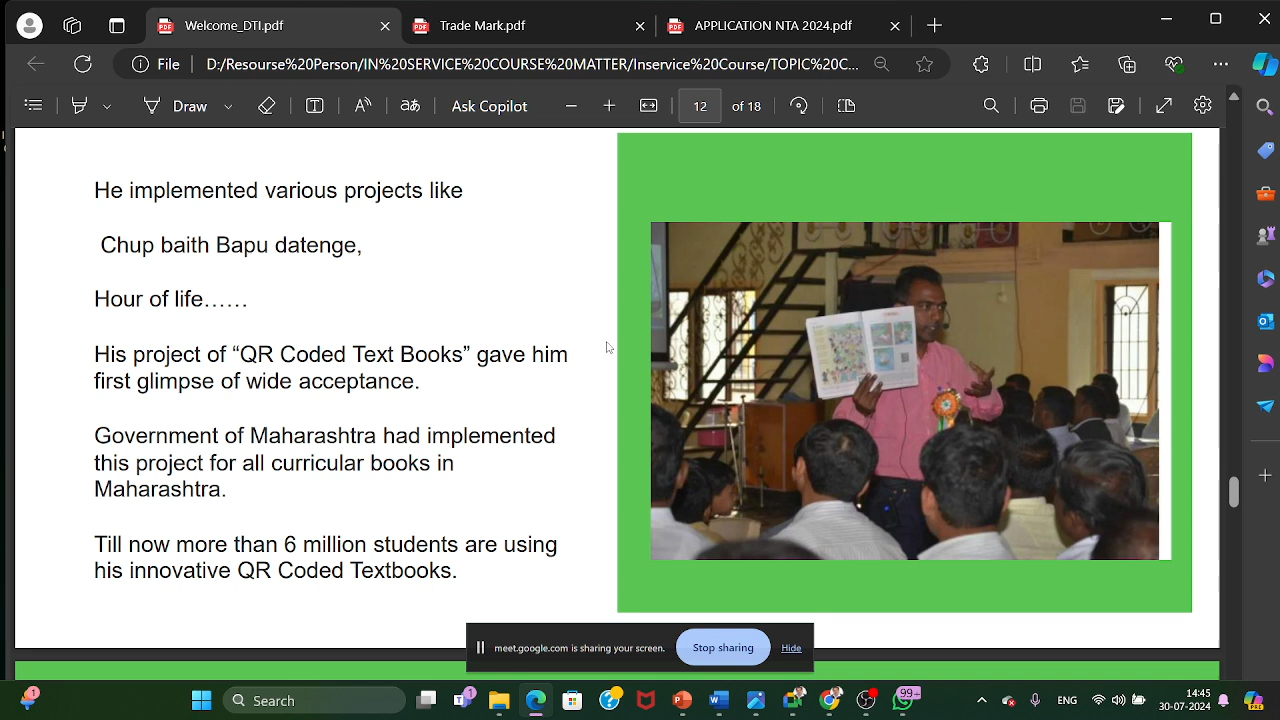 Welcome_DTI.pdf
Trade Mark.pdf
APPLICATION NTA 2024.pdf
File
D:/Resourse%20Person/IN%20SERVICE%20COURSE%20MATTER/Inservice%20Course/TOPIC%20C...
Draw
Ask Copilot
12 of 18
He implemented various projects like
Chup baith Bapu datenge,
Hour of life……
His project of “QR Coded Text Books” gave him
first glimpse of wide acceptance.
Government of Maharashtra had implemented
this project for all curricular books in
Maharashtra.
Till now more than 6 million students are using
his innovative QR Coded Textbooks.
meet.google.com is sharing your screen.
Stop sharing
Hide
1
Search
1
99+
ENG
14:45
30-07-2024